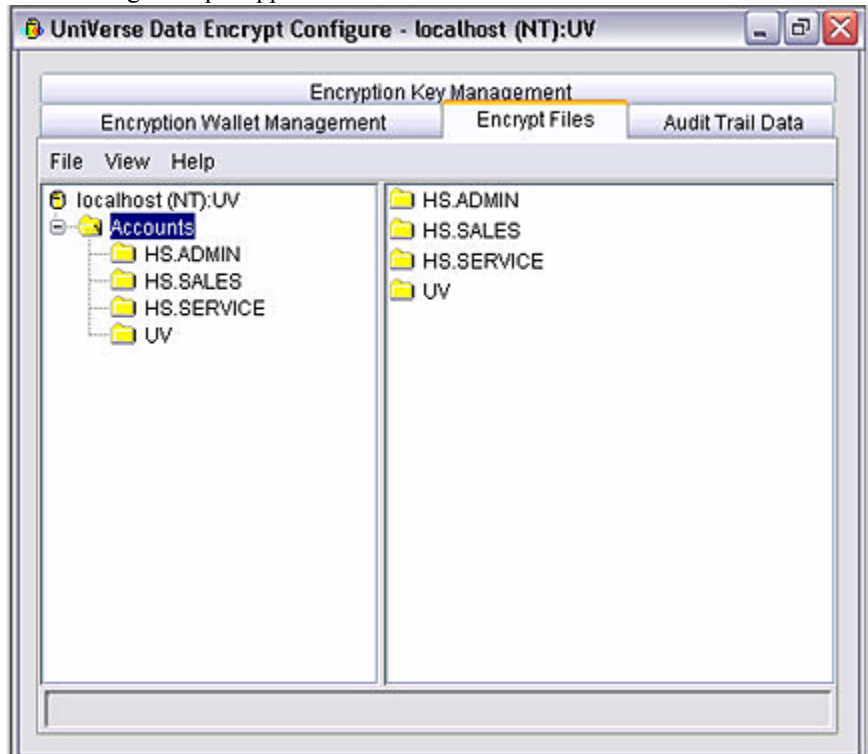 UniVerse Data Encrypt Configure - localhost (NT):UV
Encryption Key Management
Encryption Wallet Management
Encrypt Files
Audit Trail Data
File View Help
localhost (NT):UV
Accounts
HS.ADMIN
HS.SALES
HS.SERVICE
UV
HS.ADMIN
HS.SALES
HS.SERVICE
UV